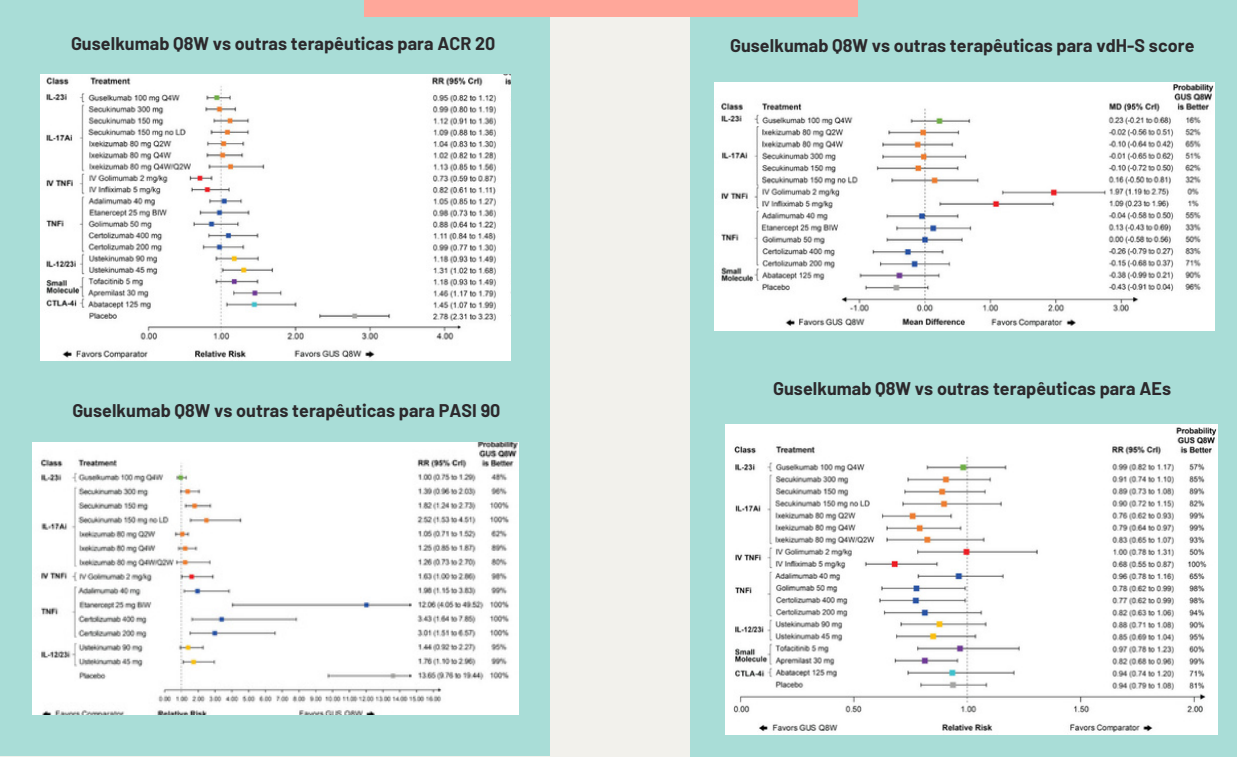 Guselkumab Q8W vs outras terapêuticas para ACR 20
Class Treatment RR (95% CrI) is
IL-23i Guselkumab 100 mg Q4W 0.95 (0.82 to 1.12)
Secukinumab 300 mg 0.99 (0.80 to 1.19)
Secukinumab 150 mg 1.12 (0.91 to 1.36)
IL-17Ai Secukinumab 150 mg no LD 1.09 (0.88 to 1.36)
Ixekizumab 80 mg Q2W 1.04 (0.83 to 1.30)
Ixekizumab 80 mg Q4W 1.02 (0.82 to 1.28)
Ixekizumab 80 mg Q4W/Q2W 1.13 (0.85 to 1.56)
IV TNFi IV Golimumab 2 mg/kg 0.73 (0.59 to 0.87)
IV Infliximab 5 mg/kg 0.82 (0.61 to 1.11)
Adalimumab 40 mg 1.05 (0.85 to 1.27)
Etanercept 25 mg BIW 0.98 (0.73 to 1.36)
TNFi Golimumab 50 mg 0.88 (0.64 to 1.22)
Certolizumab 400 mg 1.11 (0.84 to 1.48)
Certolizumab 200 mg 0.99 (0.77 to 1.30)
IL-12/23i Ustekinumab 90 mg 1.18 (0.93 to 1.49)
Ustekinumab 45 mg 1.31 (1.02 to 1.68)
Small Molecule Tofacitinib 5 mg 1.18 (0.93 to 1.49)
Apremilast 30 mg 1.46 (1.17 to 1.79)
CTLA-4i Abatacept 125 mg 1.45 (1.07 to 1.99)
Placebo 2.78 (2.31 to 3.23)
0.00 1.00 2.00 3.00 4.00
Favors Comparator Relative Risk Favors GUS Q8W
Guselkumab Q8W vs outras terapêuticas para vdH-S score
Probability
GUS Q8W
Class Treatment MD (95% CrI) is Better
IL-23i Guselkumab 100 mg Q4W 0.23 (-0.21 to 0.68) 16%
Ixekizumab 80 mg Q2W -0.02 (-0.56 to 0.51) 52%
Ixekizumab 80 mg Q4W -0.10 (-0.64 to 0.42) 65%
IL-17Ai Secukinumab 300 mg -0.01 (-0.65 to 0.62) 51%
Secukinumab 150 mg -0.10 (-0.72 to 0.50) 62%
Secukinumab 150 mg no LD 0.16 (-0.50 to 0.81) 32%
IV TNFi IV Golimumab 2 mg/kg 1.97 (1.19 to 2.75) 0%
IV Infliximab 5 mg/kg 1.09 (0.23 to 1.96) 1%
Adalimumab 40 mg -0.04 (-0.58 to 0.50) 55%
Etanercept 25 mg BIW 0.13 (-0.43 to 0.69) 33%
TNFi Golimumab 50 mg 0.00 (-0.58 to 0.56) 50%
Certolizumab 400 mg -0.26 (-0.79 to 0.27) 83%
Certolizumab 200 mg -0.15 (-0.68 to 0.37) 71%
Small Molecule Abatacept 125 mg -0.38 (-0.99 to 0.21) 90%
Placebo -0.43 (-0.91 to 0.04) 96%
-1.00 0.00 1.00 2.00 3.00
Favors GUS Q8W Mean Difference Favors Comparator
Guselkumab Q8W vs outras terapêuticas para PASI 90
Probability
GUS Q8W
Class Treatment RR (95% CrI) is Better
IL-23i Guselkumab 100 mg Q4W 1.00 (0.75 to 1.29) 48%
Secukinumab 300 mg 1.39 (0.96 to 2.03) 96%
Secukinumab 150 mg 1.82 (1.24 to 2.73) 100%
Secukinumab 150 mg no LD 2.52 (1.53 to 4.51) 100%
IL-17Ai Ixekizumab 80 mg Q2W 1.05 (0.71 to 1.52) 62%
Ixekizumab 80 mg Q4W 1.25 (0.85 to 1.87) 89%
Ixekizumab 80 mg Q4W/Q2W 1.26 (0.73 to 2.70) 80%
IV TNFi IV Golimumab 2 mg/kg 1.63 (1.00 to 2.86) 98%
Adalimumab 40 mg 1.98 (1.15 to 3.83) 99%
TNFi Etanercept 25 mg BIW 12.06 (4.05 to 49.52) 100%
Certolizumab 400 mg 3.43 (1.64 to 7.85) 100%
Certolizumab 200 mg 3.01 (1.51 to 6.57) 100%
IL-12/23i Ustekinumab 90 mg 1.44 (0.92 to 2.27) 95%
Ustekinumab 45 mg 1.76 (1.10 to 2.96) 99%
Placebo 13.65 (9.76 to 19.44) 100%
0.00 1.00 2.00 3.00 4.00 5.00 6.00 7.00 8.00 9.00 10.00 11.00 12.00 13.00 14.00 15.00 16.00
Favors Comparator Relative Risk Favors GUS Q8W
Guselkumab Q8W vs outras terapêuticas para AEs
Probability
GUS Q8W
Class Treatment RR (95% CrI) is Better
IL-23i Guselkumab 100 mg Q4W 0.99 (0.82 to 1.17) 57%
Secukinumab 300 mg 0.91 (0.74 to 1.10) 85%
Secukinumab 150 mg 0.89 (0.73 to 1.08) 89%
IL-17Ai Secukinumab 150 mg no LD 0.90 (0.72 to 1.15) 82%
Ixekizumab 80 mg Q2W 0.76 (0.62 to 0.93) 99%
Ixekizumab 80 mg Q4W 0.79 (0.64 to 0.97) 99%
Ixekizumab 80 mg Q4W/Q2W 0.83 (0.65 to 1.07) 93%
IV TNFi IV Golimumab 2 mg/kg 1.00 (0.78 to 1.31) 50%
IV Infliximab 5 mg/kg 0.68 (0.55 to 0.87) 100%
Adalimumab 40 mg 0.96 (0.78 to 1.16) 65%
TNFi Golimumab 50 mg 0.78 (0.62 to 0.99) 98%
Certolizumab 400 mg 0.77 (0.62 to 0.99) 98%
Certolizumab 200 mg 0.82 (0.63 to 1.06) 94%
IL-12/23i Ustekinumab 90 mg 0.88 (0.71 to 1.08) 90%
Ustekinumab 45 mg 0.85 (0.69 to 1.04) 95%
Small Molecule Tofacitinib 5 mg 0.97 (0.78 to 1.23) 60%
Apremilast 30 mg 0.82 (0.68 to 0.96) 99%
CTLA-4i Abatacept 125 mg 0.94 (0.74 to 1.20) 71%
Placebo 0.94 (0.79 to 1.08) 81%
0.00 0.50 1.00 1.50 2.00
Favors GUS Q8W Relative Risk Favors Comparator